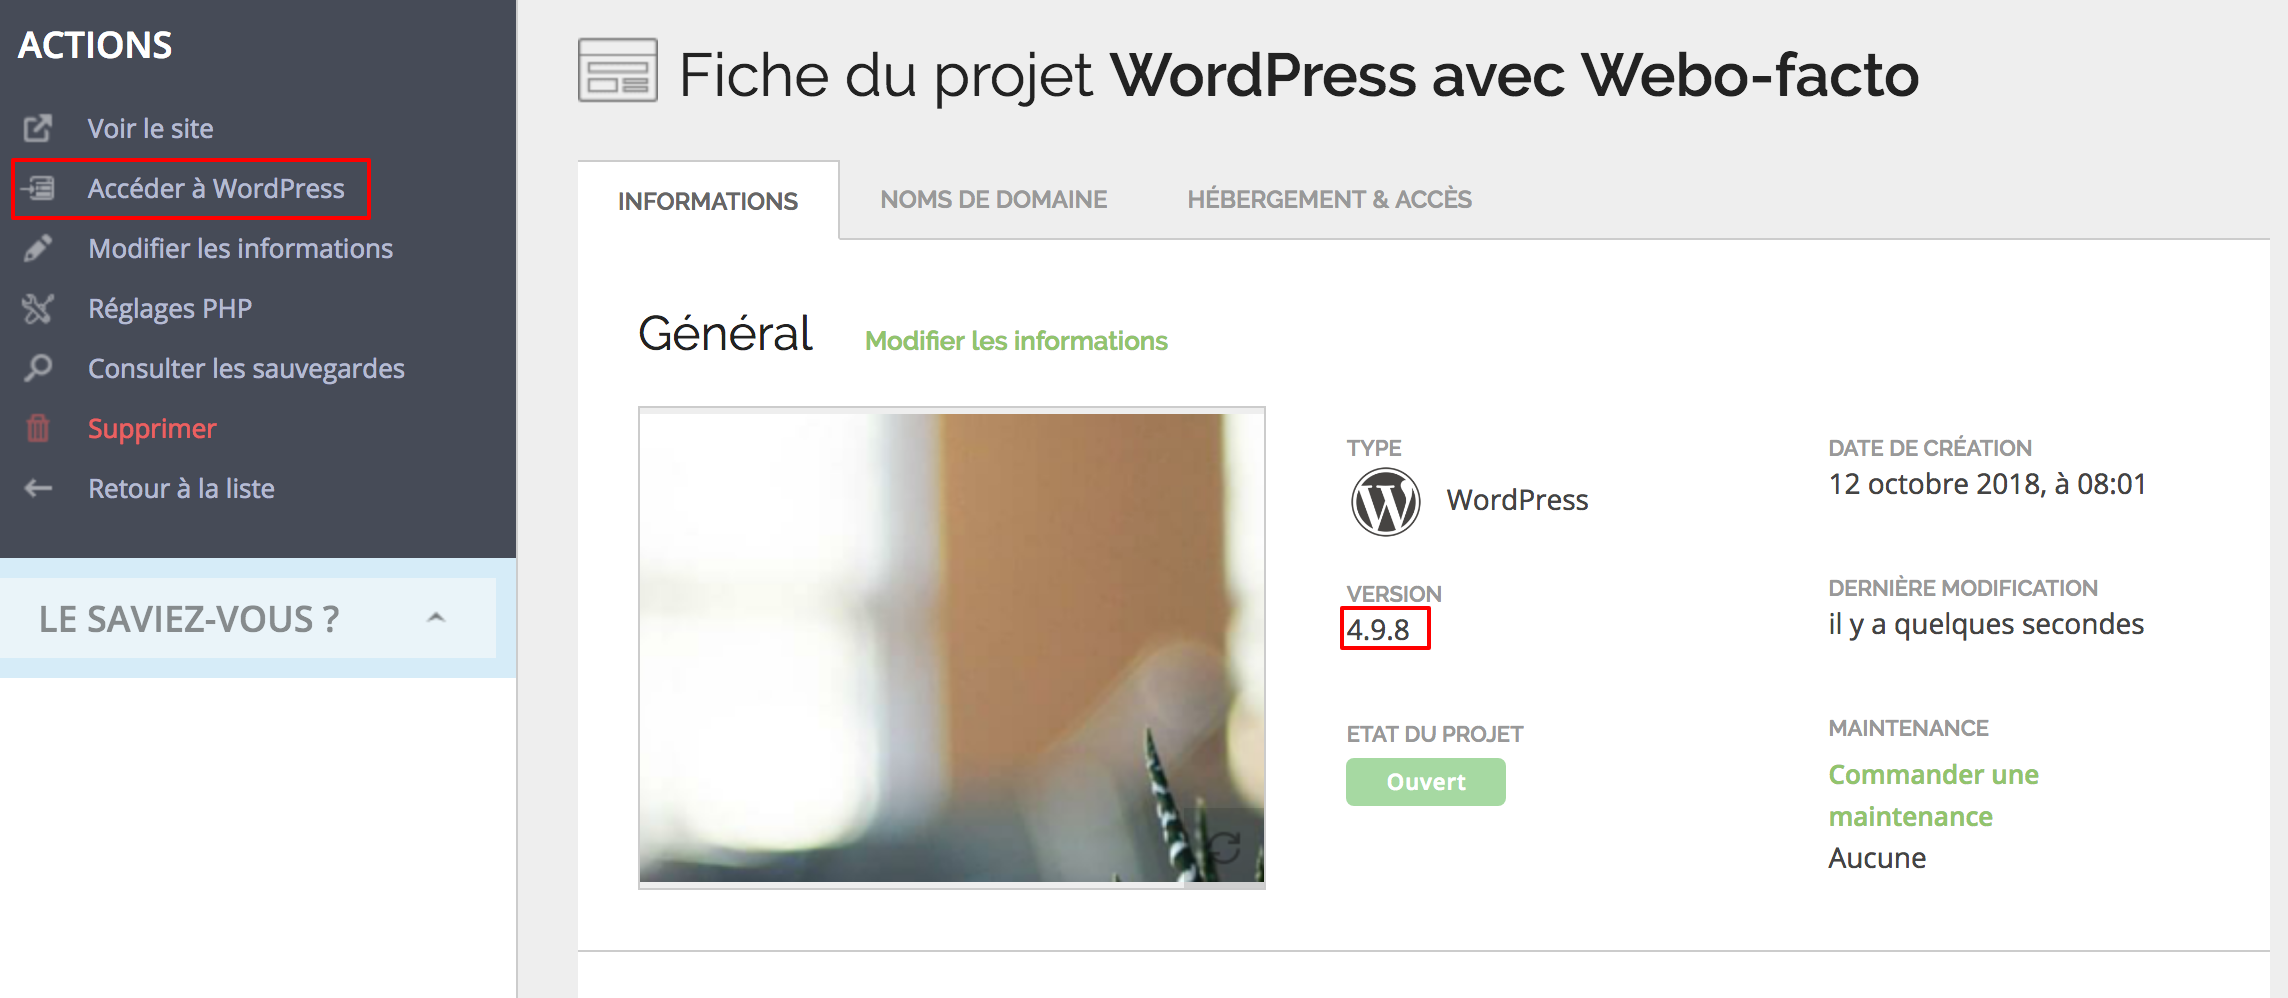 ACTIONS
Voir le site
Accéder à WordPress
Modifier les informations
Réglages PHP
Consulter les sauvegardes
Supprimer
Retour à la liste
LE SAVIEZ-VOUS ?
Fiche du projet WordPress avec Webo-facto
INFORMATIONS
NOMS DE DOMAINE
HÉBERGEMENT & ACCÈS
Général
Modifier les informations
TYPE
WordPress
VERSION
4.9.8
ETAT DU PROJET
Ouvert
DATE DE CRÉATION
12 octobre 2018, à 08:01
DERNIÈRE MODIFICATION
il y a quelques secondes
MAINTENANCE
Commander une
maintenance
Aucune